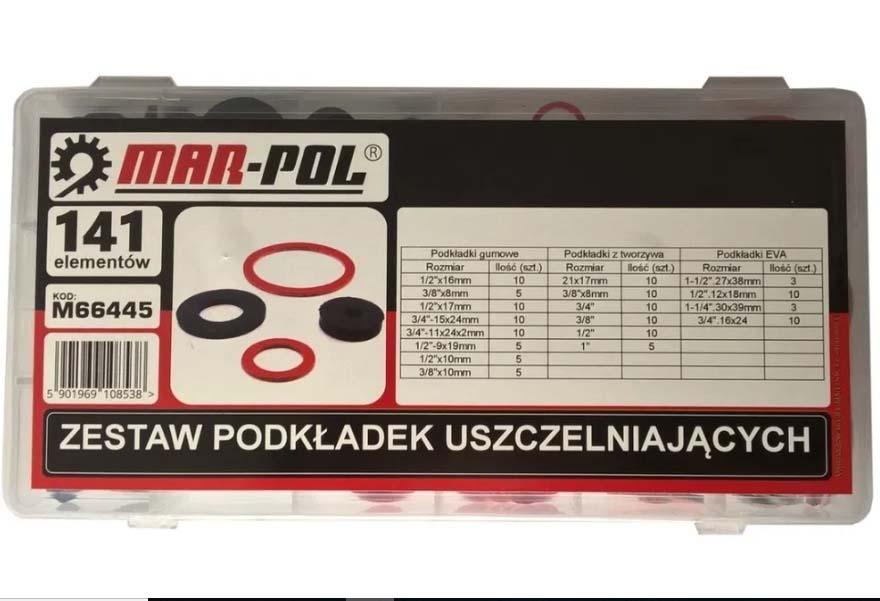 MAR-POL®
141
elementów
KOD:
M66445
5 901969 108538 >
Podkładki gumowe Podkładki z tworzywa Podkładki EVA
Rozmiar Ilość (szt.) Rozmiar Ilość (szt.) Rozmiar Ilość (szt.)
1/2"x16mm 10 21x17mm 10 1-1/2".27x38mm 3
3/8"x8mm 5 3/8"x8mm 10 1/2".12x18mm 10
1/2"x17mm 10 3/4" 10 1-1/4".30x39mm 3
3/4"-15x24mm 10 3/8" 10 3/4".16x24 10
3/4"-11x24x2mm 10 1/2" 10
1/2"-9x19mm 5 1" 5
1/2"x10mm 5
3/8"x10mm 5
ZESTAW PODKŁADEK USZCZELNIAJĄCYCH